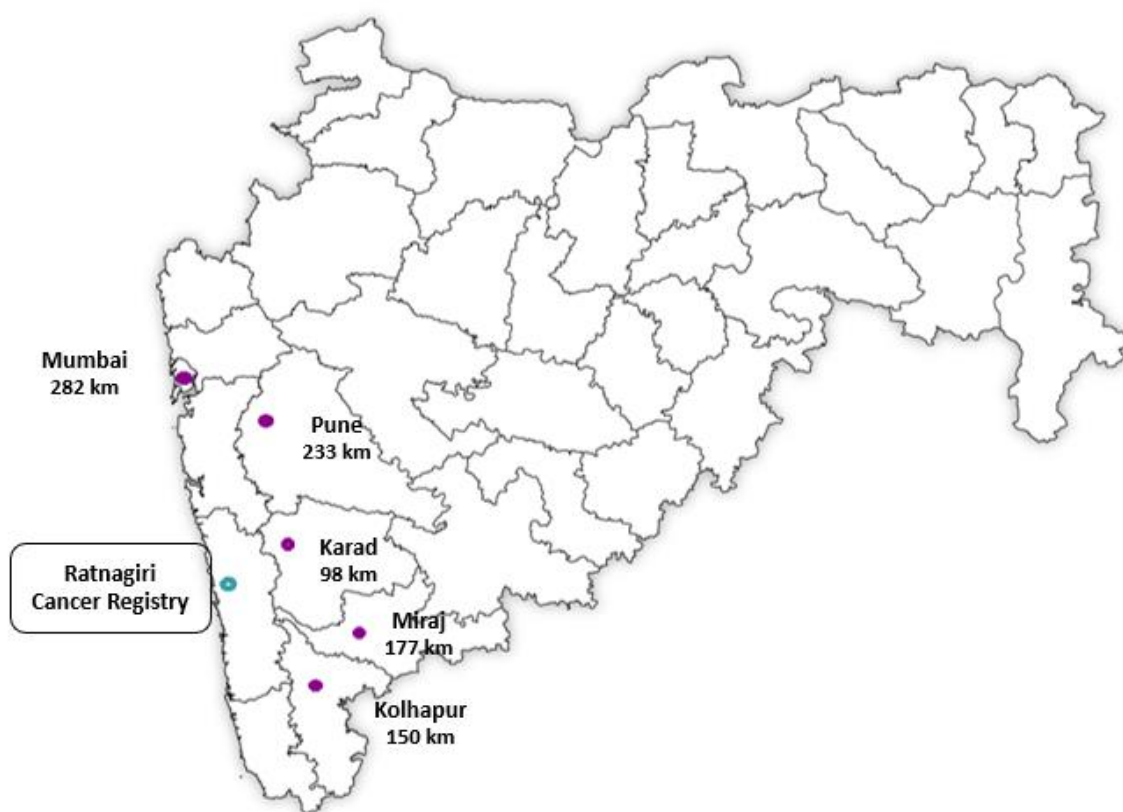 Mumbai
282 km
Pune
233 km
Karad
98 km
Ratnagiri
Cancer Registry
Miraj
177 km
Kolhapur
150 km